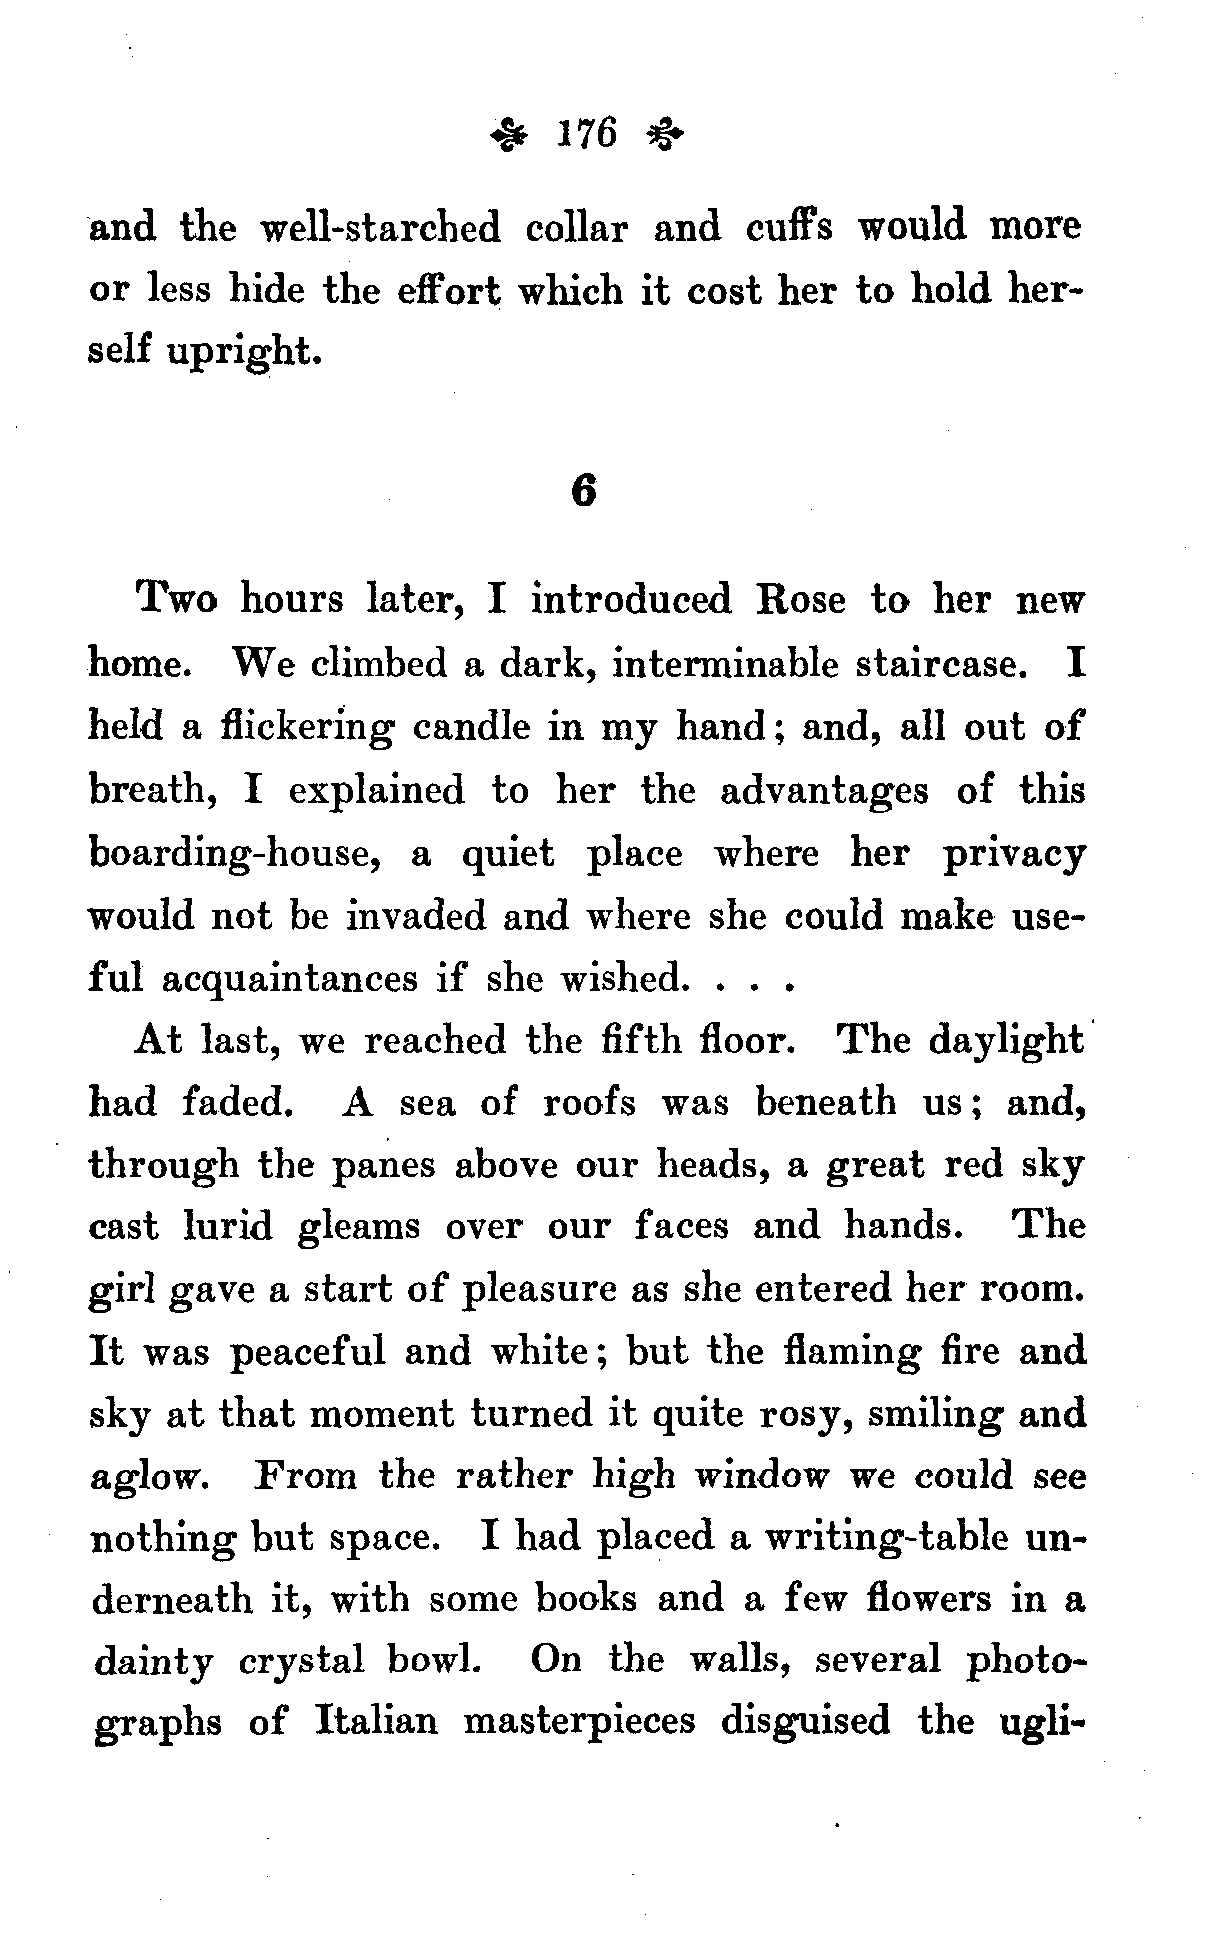 176
and the well-starched collar and cuffs would more
or less hide the effort which it cost her to hold her-
self upright.
6
Two hours later, I introduced Rose to her new
home. We climbed a dark, interminable staircase. I
held a flickering candle in my hand; and, all out of
breath, I explained to her the advantages of this
boarding-house, a quiet place where her privacy
would not be invaded and where she could make use-
ful acquaintances if she wished. . . .
At last, we reached the fifth floor. The daylight
had faded. A sea of roofs was beneath us; and,
through the panes above our heads, a great red sky
cast lurid gleams over our faces and hands. The
girl gave a start of pleasure as she entered her room.
It was peaceful and white; but the flaming fire and
sky at that moment turned it quite rosy, smiling and
aglow. From the rather high window we could see
nothing but space. I had placed a writing-table un-
derneath it, with some books and a few flowers in a
dainty crystal bowl. On the walls, several photo-
graphs of Italian masterpieces disguised the ugli-